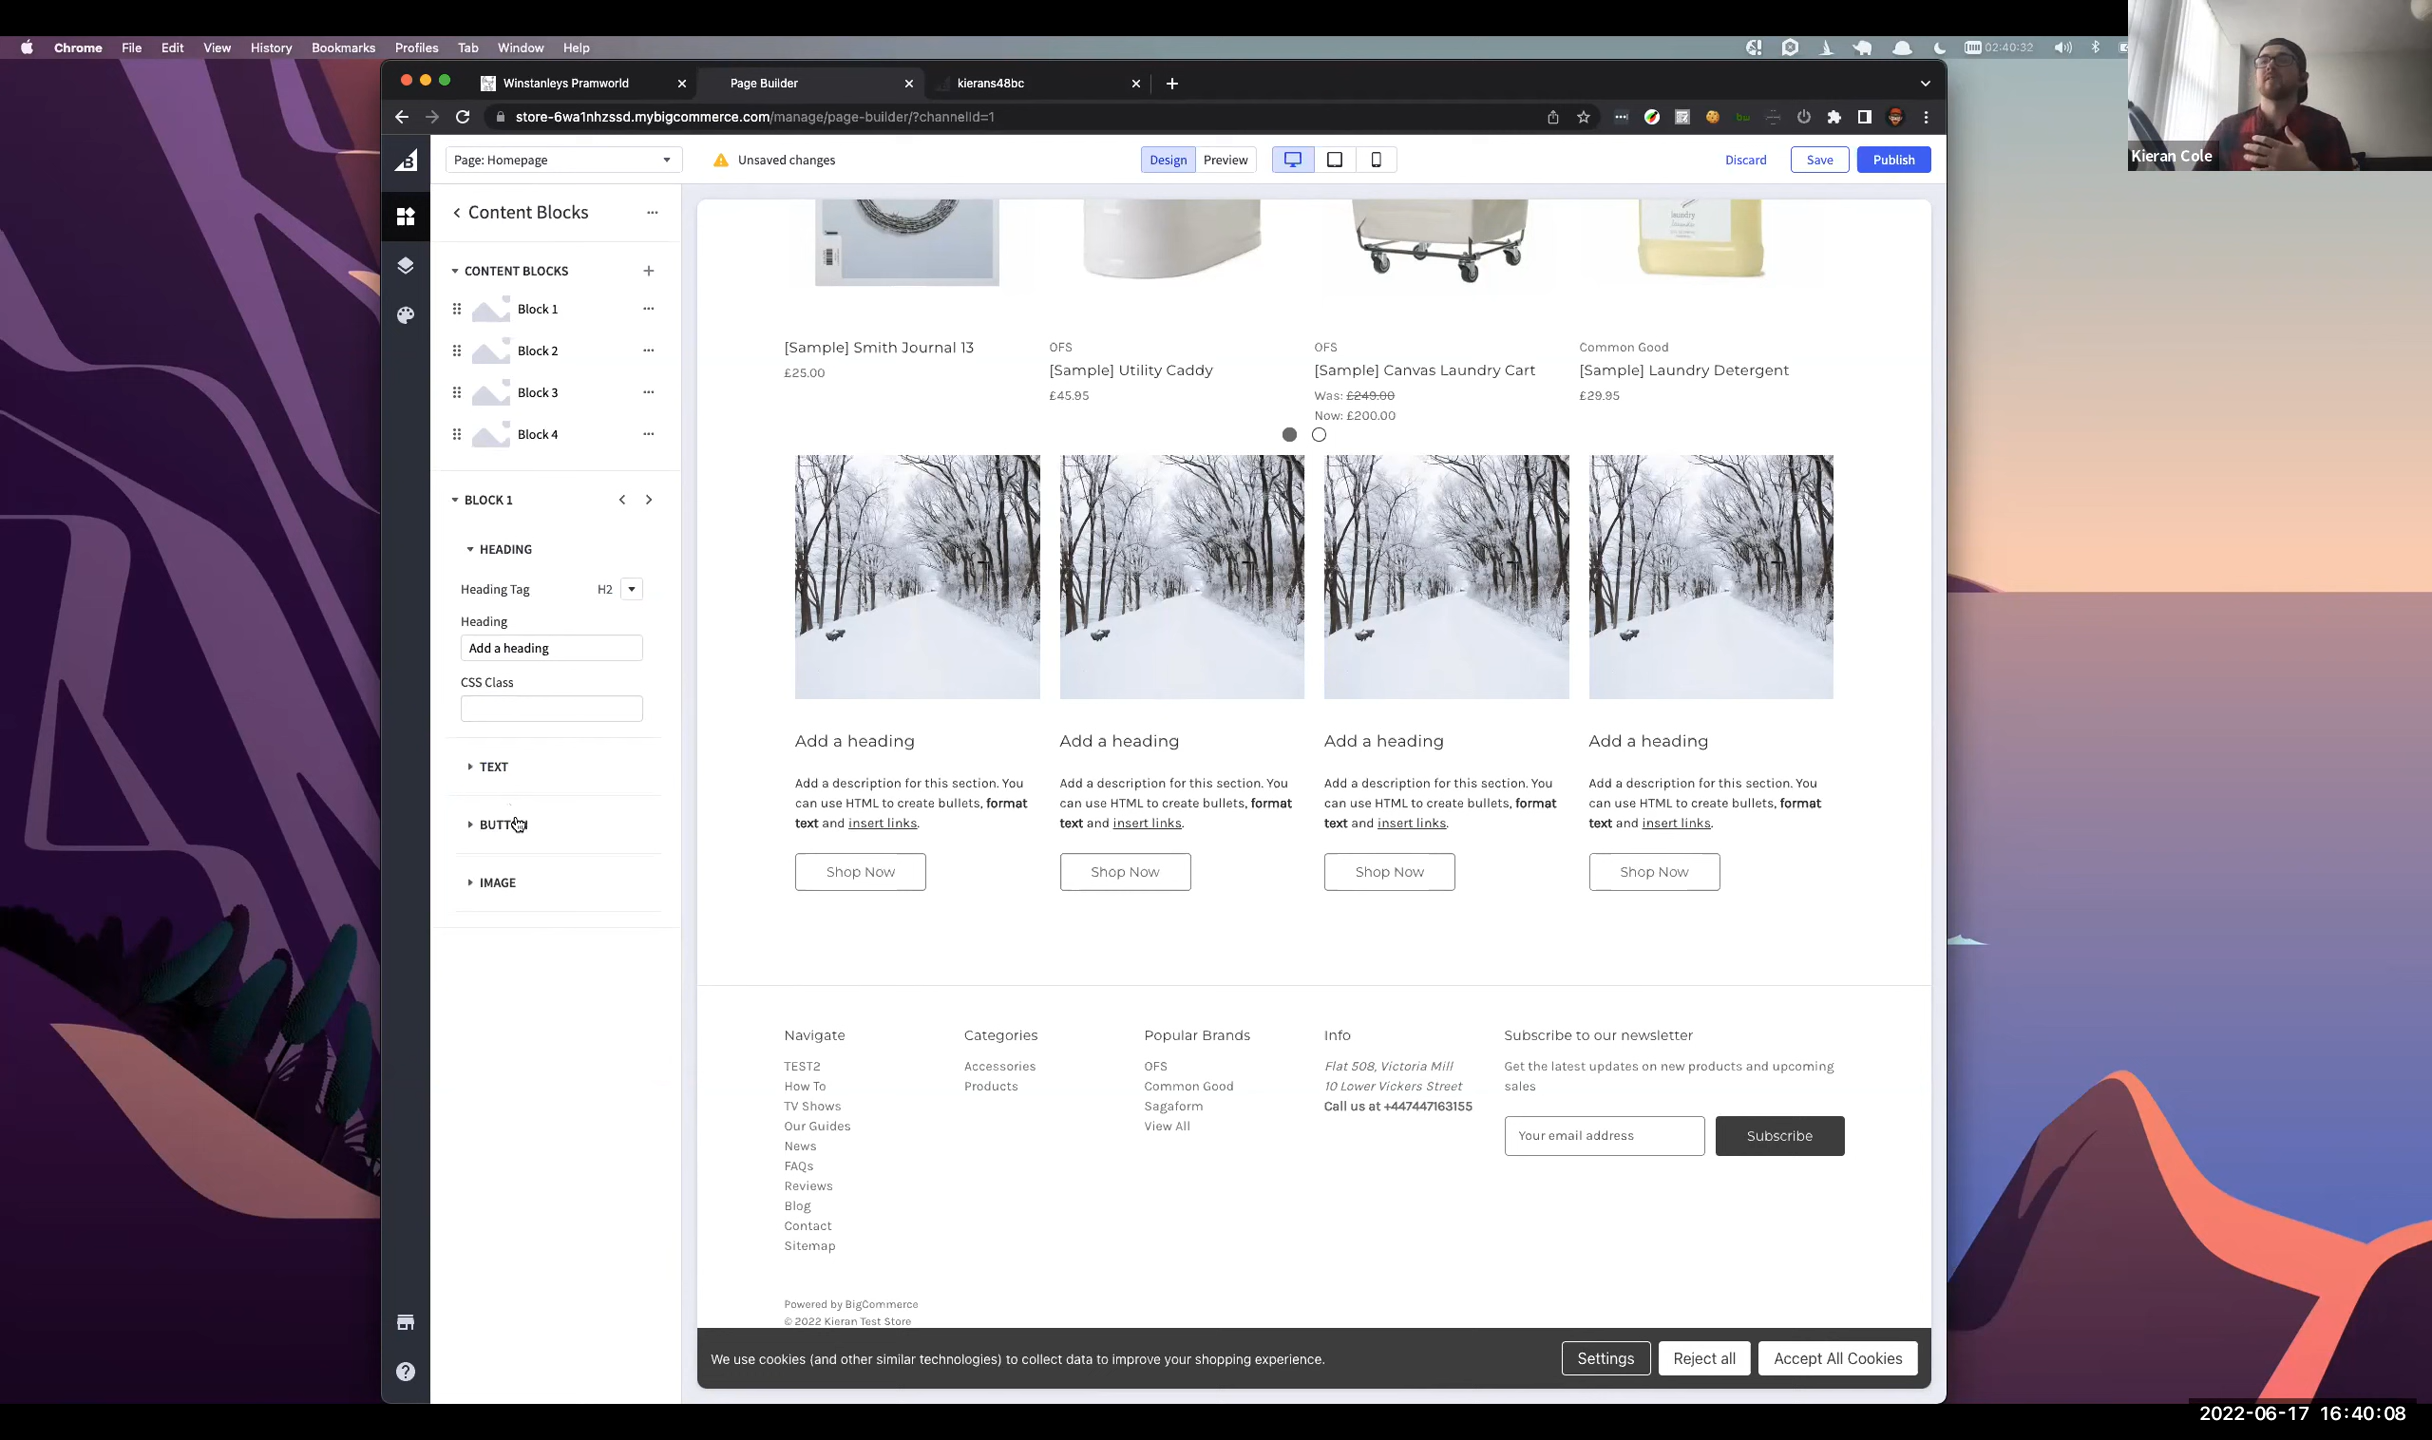 Chrome File Edit View History Bookmarks Profiles Tab Window Help
02:40:32
Kieran Cole
Winstanleys Pramworld
Page Builder
kierans48bc
store-6wa1nhzssd.mybigcommerce.com/manage/page-builder/?channelId=1
Page: Homepage
Unsaved changes
Design Preview
Discard
Save
Publish
Content Blocks
CONTENT BLOCKS
Block 1
Block 2
Block 3
Block 4
BLOCK 1
HEADING
Heading Tag
H2
Heading
Add a heading
CSS Class
TEXT
BUTTON
IMAGE
laundry
[Sample] Smith Journal 13
£25.00
OFS
[Sample] Utility Caddy
£45.95
OFS
[Sample] Canvas Laundry Cart
Was: £249.00
Now: £200.00
Common Good
[Sample] Laundry Detergent
£29.95
Add a heading
Add a description for this section. You
can use HTML to create bullets, format
text and insert links.
Shop Now
Add a heading
Add a description for this section. You
can use HTML to create bullets, format
text and insert links.
Shop Now
Add a heading
Add a description for this section. You
can use HTML to create bullets, format
text and insert links.
Shop Now
Add a heading
Add a description for this section. You
can use HTML to create bullets, format
text and insert links.
Shop Now
Navigate
TEST2
How To
TV Shows
Our Guides
News
FAQs
Reviews
Blog
Contact
Sitemap
Categories
Accessories
Products
Popular Brands
OFS
Common Good
Sagaform
View All
Info
Flat 508, Victoria Mill
10 Lower Vickers Street
Call us at +447447163155
Subscribe to our newsletter
Get the latest updates on new products and upcoming
sales
Your email address
Subscribe
Powered by BigCommerce
© 2022 Kieran Test Store
We use cookies (and other similar technologies) to collect data to improve your shopping experience.
Settings
Reject all
Accept All Cookies
2022-06-17 16:40:08